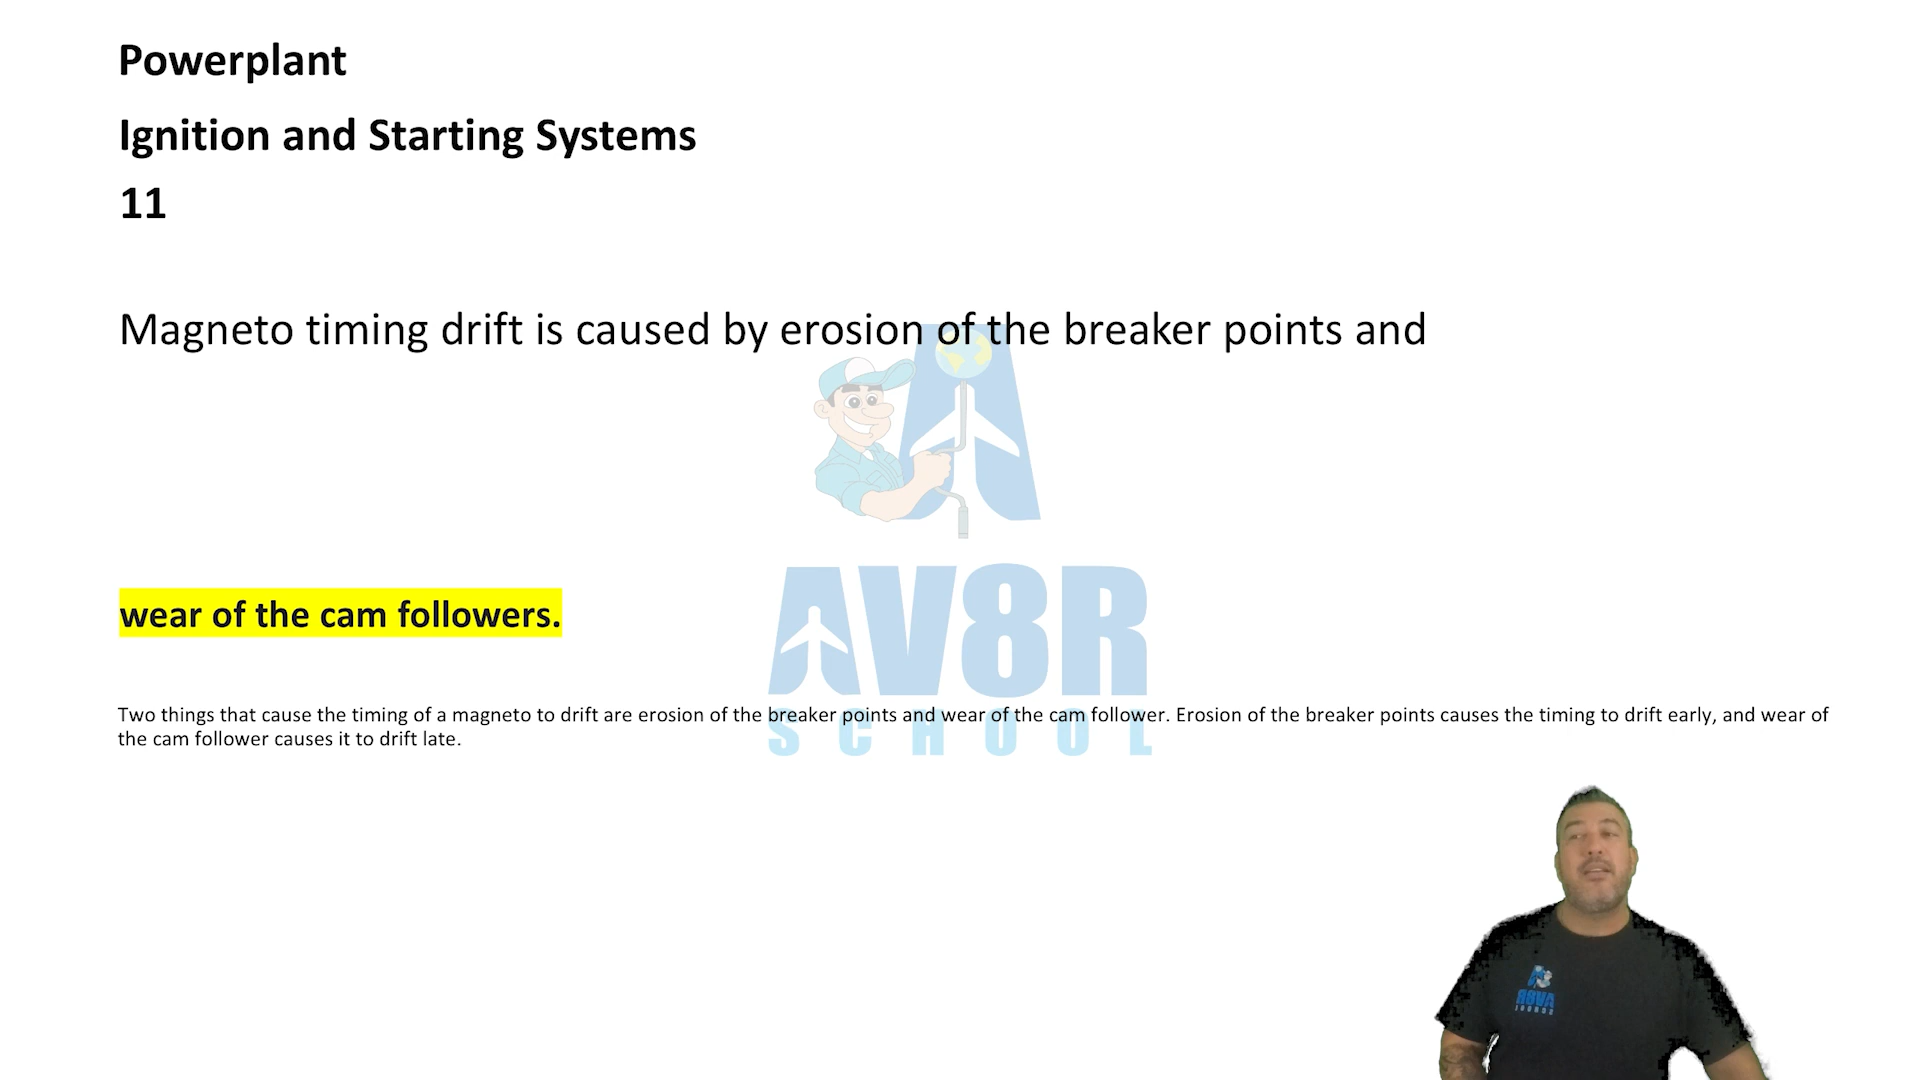 Powerplant
Ignition and Starting Systems
11
Magneto timing drift is caused by erosion of the breaker points and
wear of the cam followers.
AV8R
SCHOOL
Two things that cause the timing of a magneto to drift are erosion of the breaker points and wear of the cam follower. Erosion of the breaker points causes the timing to drift early, and wear of
the cam follower causes it to drift late.